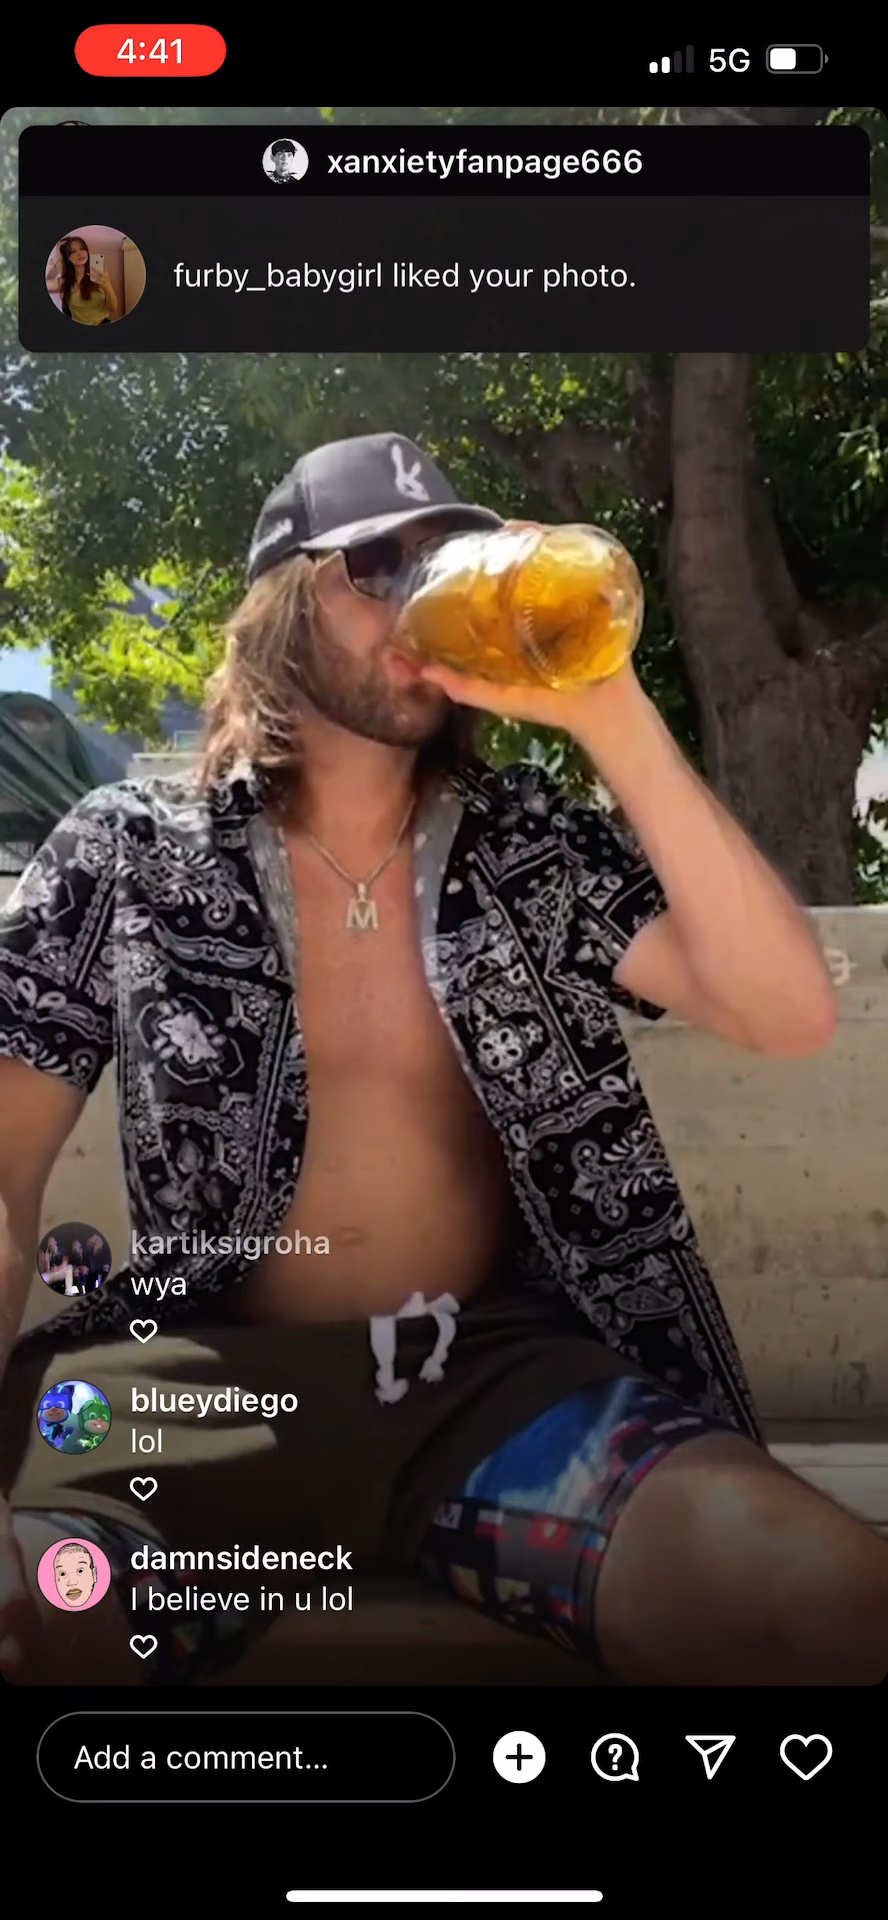 4:41
5G
xanxietyfanpage666
furby_babygirl liked your photo.
M
kartiksigroha
wya
blueydiego
lol
damnsideneck
I believe in u lol
Add a comment...